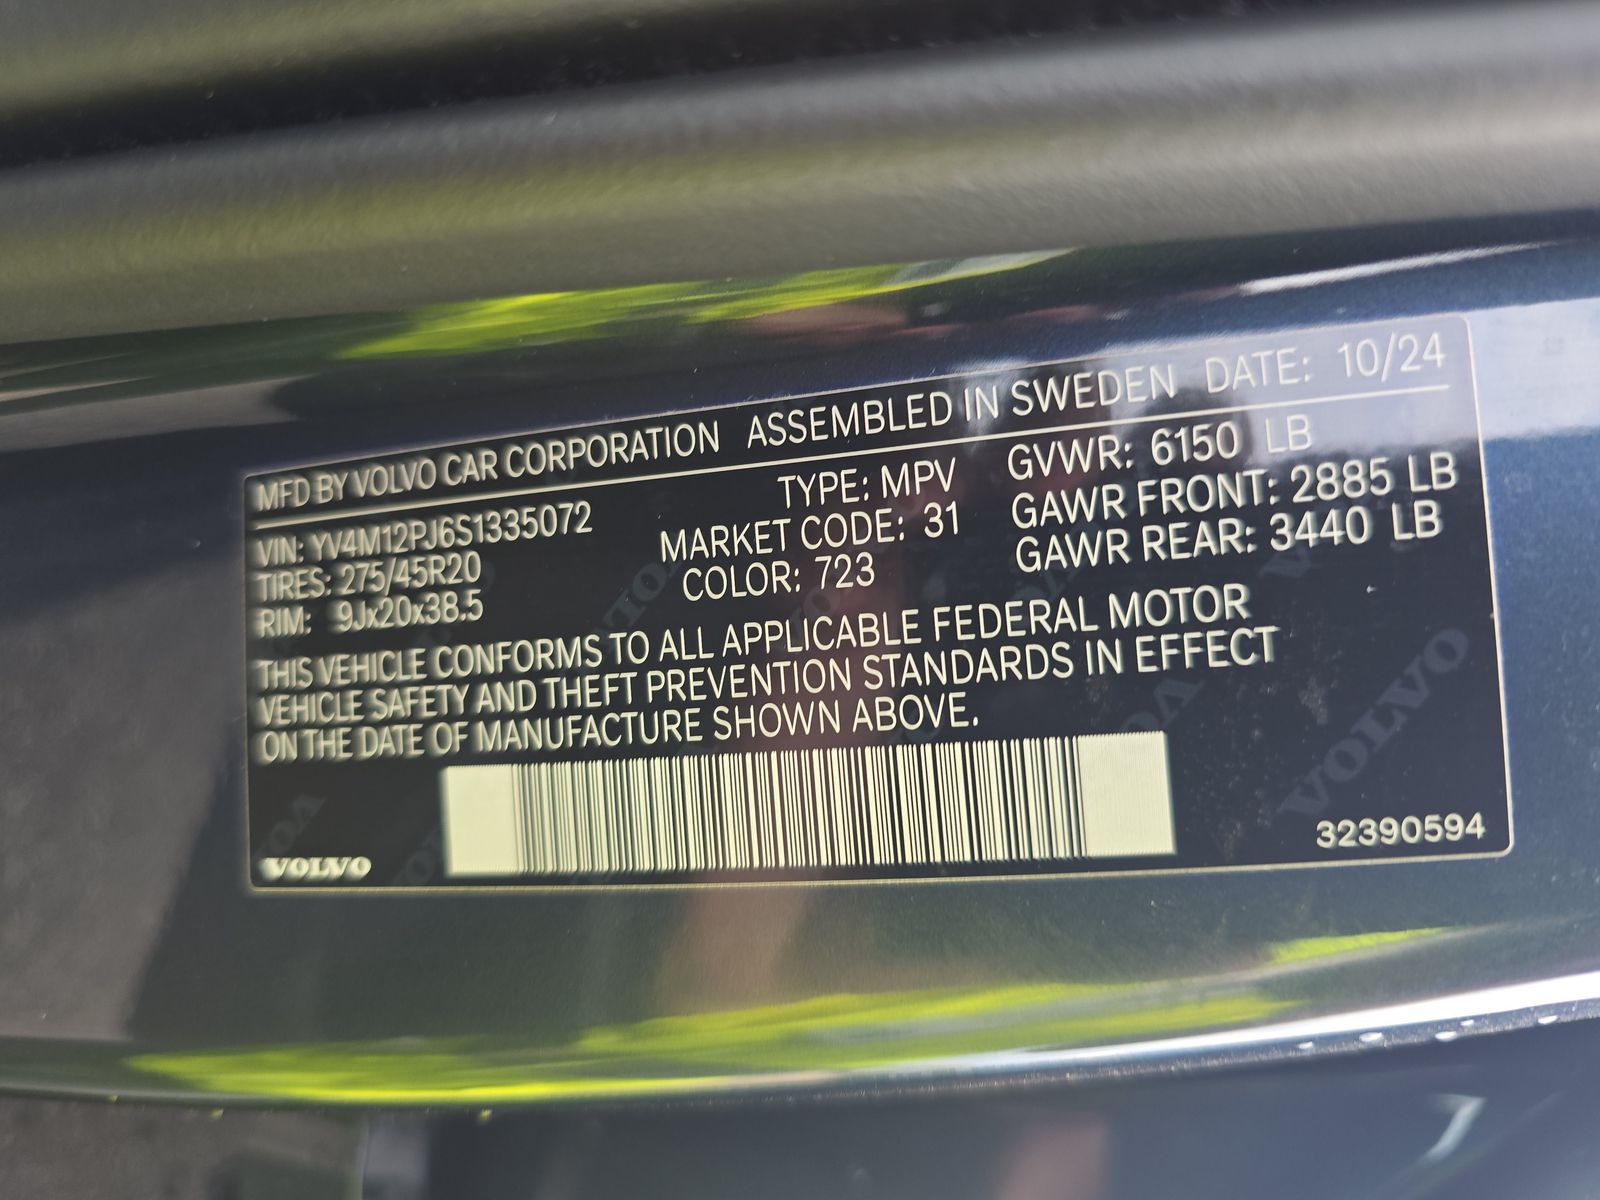 MFD BY VOLVO CAR CORPORATION ASSEMBLED IN SWEDEN DATE: 10/24
VIN: YV4M12PJ6S1335072 TYPE: MPV GVWR: 6150 LB
TIRES: 275/45R20 MARKET CODE: 31 GAWR FRONT: 2885 LB
RIM: 9Jx20x38.5 COLOR: 723 GAWR REAR: 3440 LB
THIS VEHICLE CONFORMS TO ALL APPLICABLE FEDERAL MOTOR
VEHICLE SAFETY AND THEFT PREVENTION STANDARDS IN EFFECT
ON THE DATE OF MANUFACTURE SHOWN ABOVE.
VOLVO
32390594
VOLVO